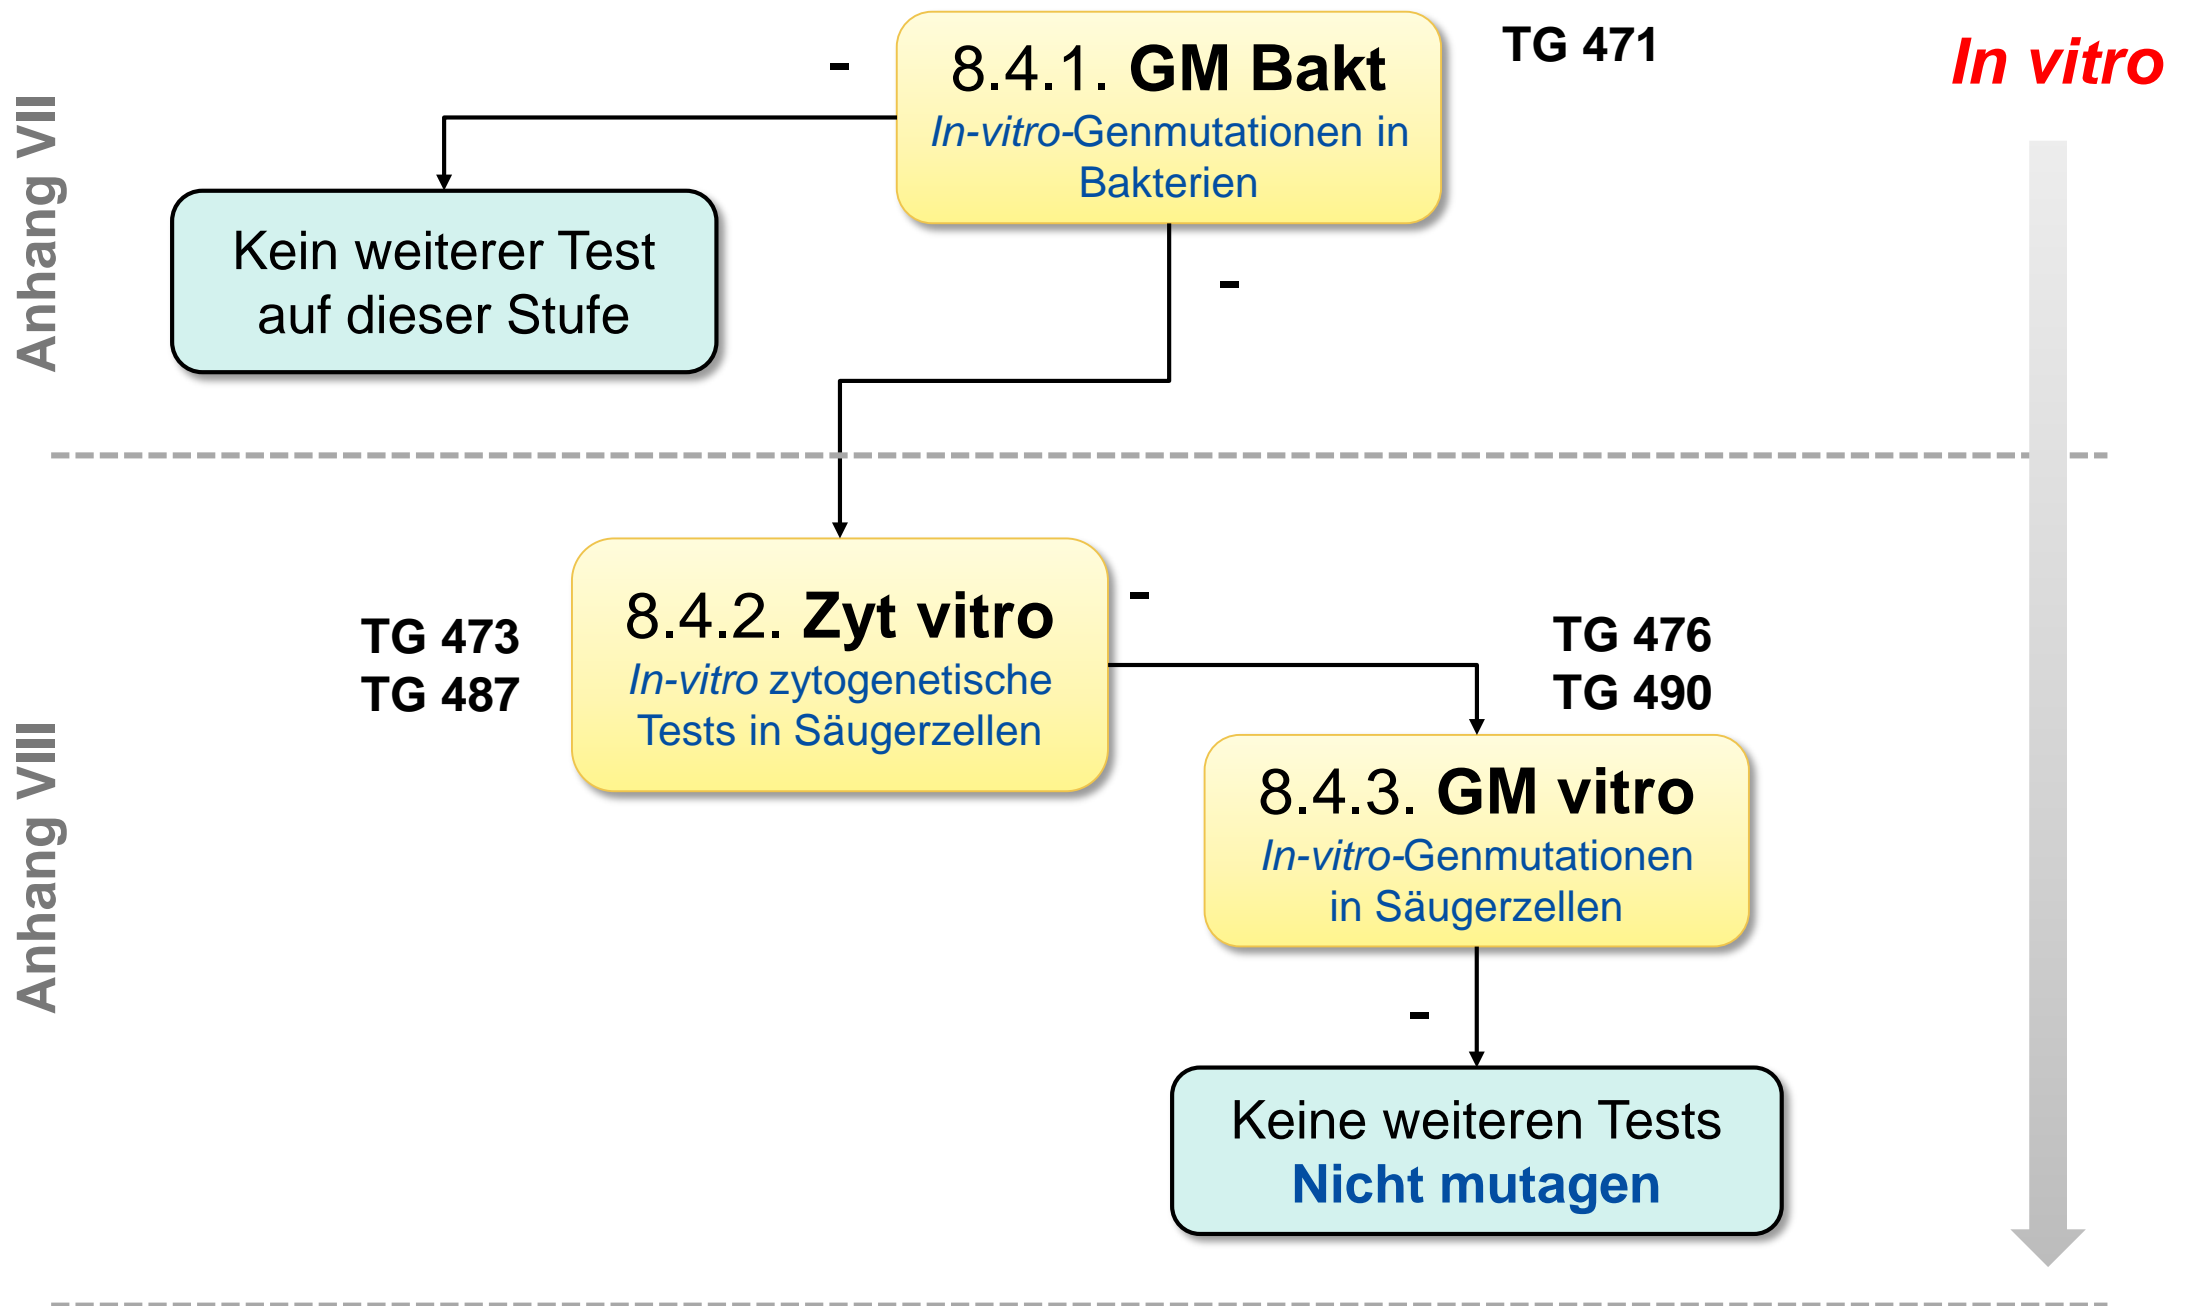 8.4.1. GM Bakt
In-vitro-Genmutationen in
Bakterien
TG 471
In vitro
-
Anhang VII
Kein weiterer Test
auf dieser Stufe
-
8.4.2. Zyt vitro
In-vitro zytogenetische
Tests in Säugerzellen
TG 473
TG 487
-
TG 476
TG 490
Anhang VIII
8.4.3. GM vitro
In-vitro-Genmutationen
in Säugerzellen
-
Keine weiteren Tests
Nicht mutagen